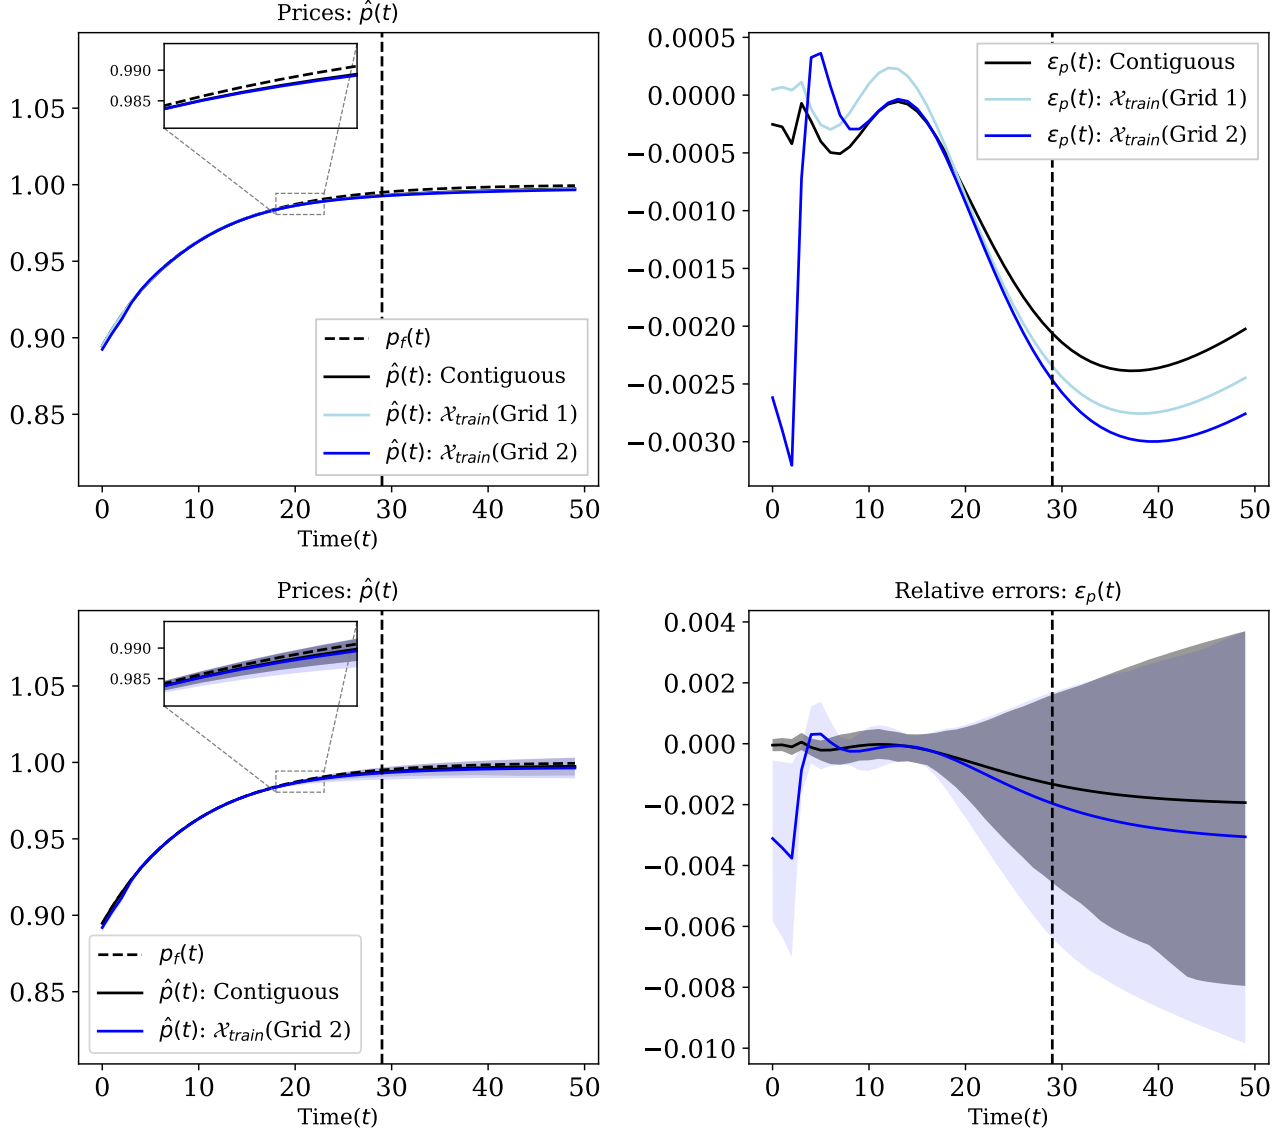 Prices: p̂(t)
0.990
0.985
1.05
1.00
0.95
0.90
0.85
p_f(t)
p̂(t): Contiguous
p̂(t): 𝒳_train(Grid 1)
p̂(t): 𝒳_train(Grid 2)
0 10 20 30 40 50
Time(t)
0.0005
0.0000
−0.0005
−0.0010
−0.0015
−0.0020
−0.0025
−0.0030
ε_p(t): Contiguous
ε_p(t): 𝒳_train(Grid 1)
ε_p(t): 𝒳_train(Grid 2)
0 10 20 30 40 50
Prices: p̂(t)
0.990
0.985
1.05
1.00
0.95
0.90
0.85
p_f(t)
p̂(t): Contiguous
p̂(t): 𝒳_train(Grid 2)
0 10 20 30 40 50
Time(t)
Relative errors: ε_p(t)
0.004
0.002
0.000
−0.002
−0.004
−0.006
−0.008
−0.010
0 10 20 30 40 50
Time(t)